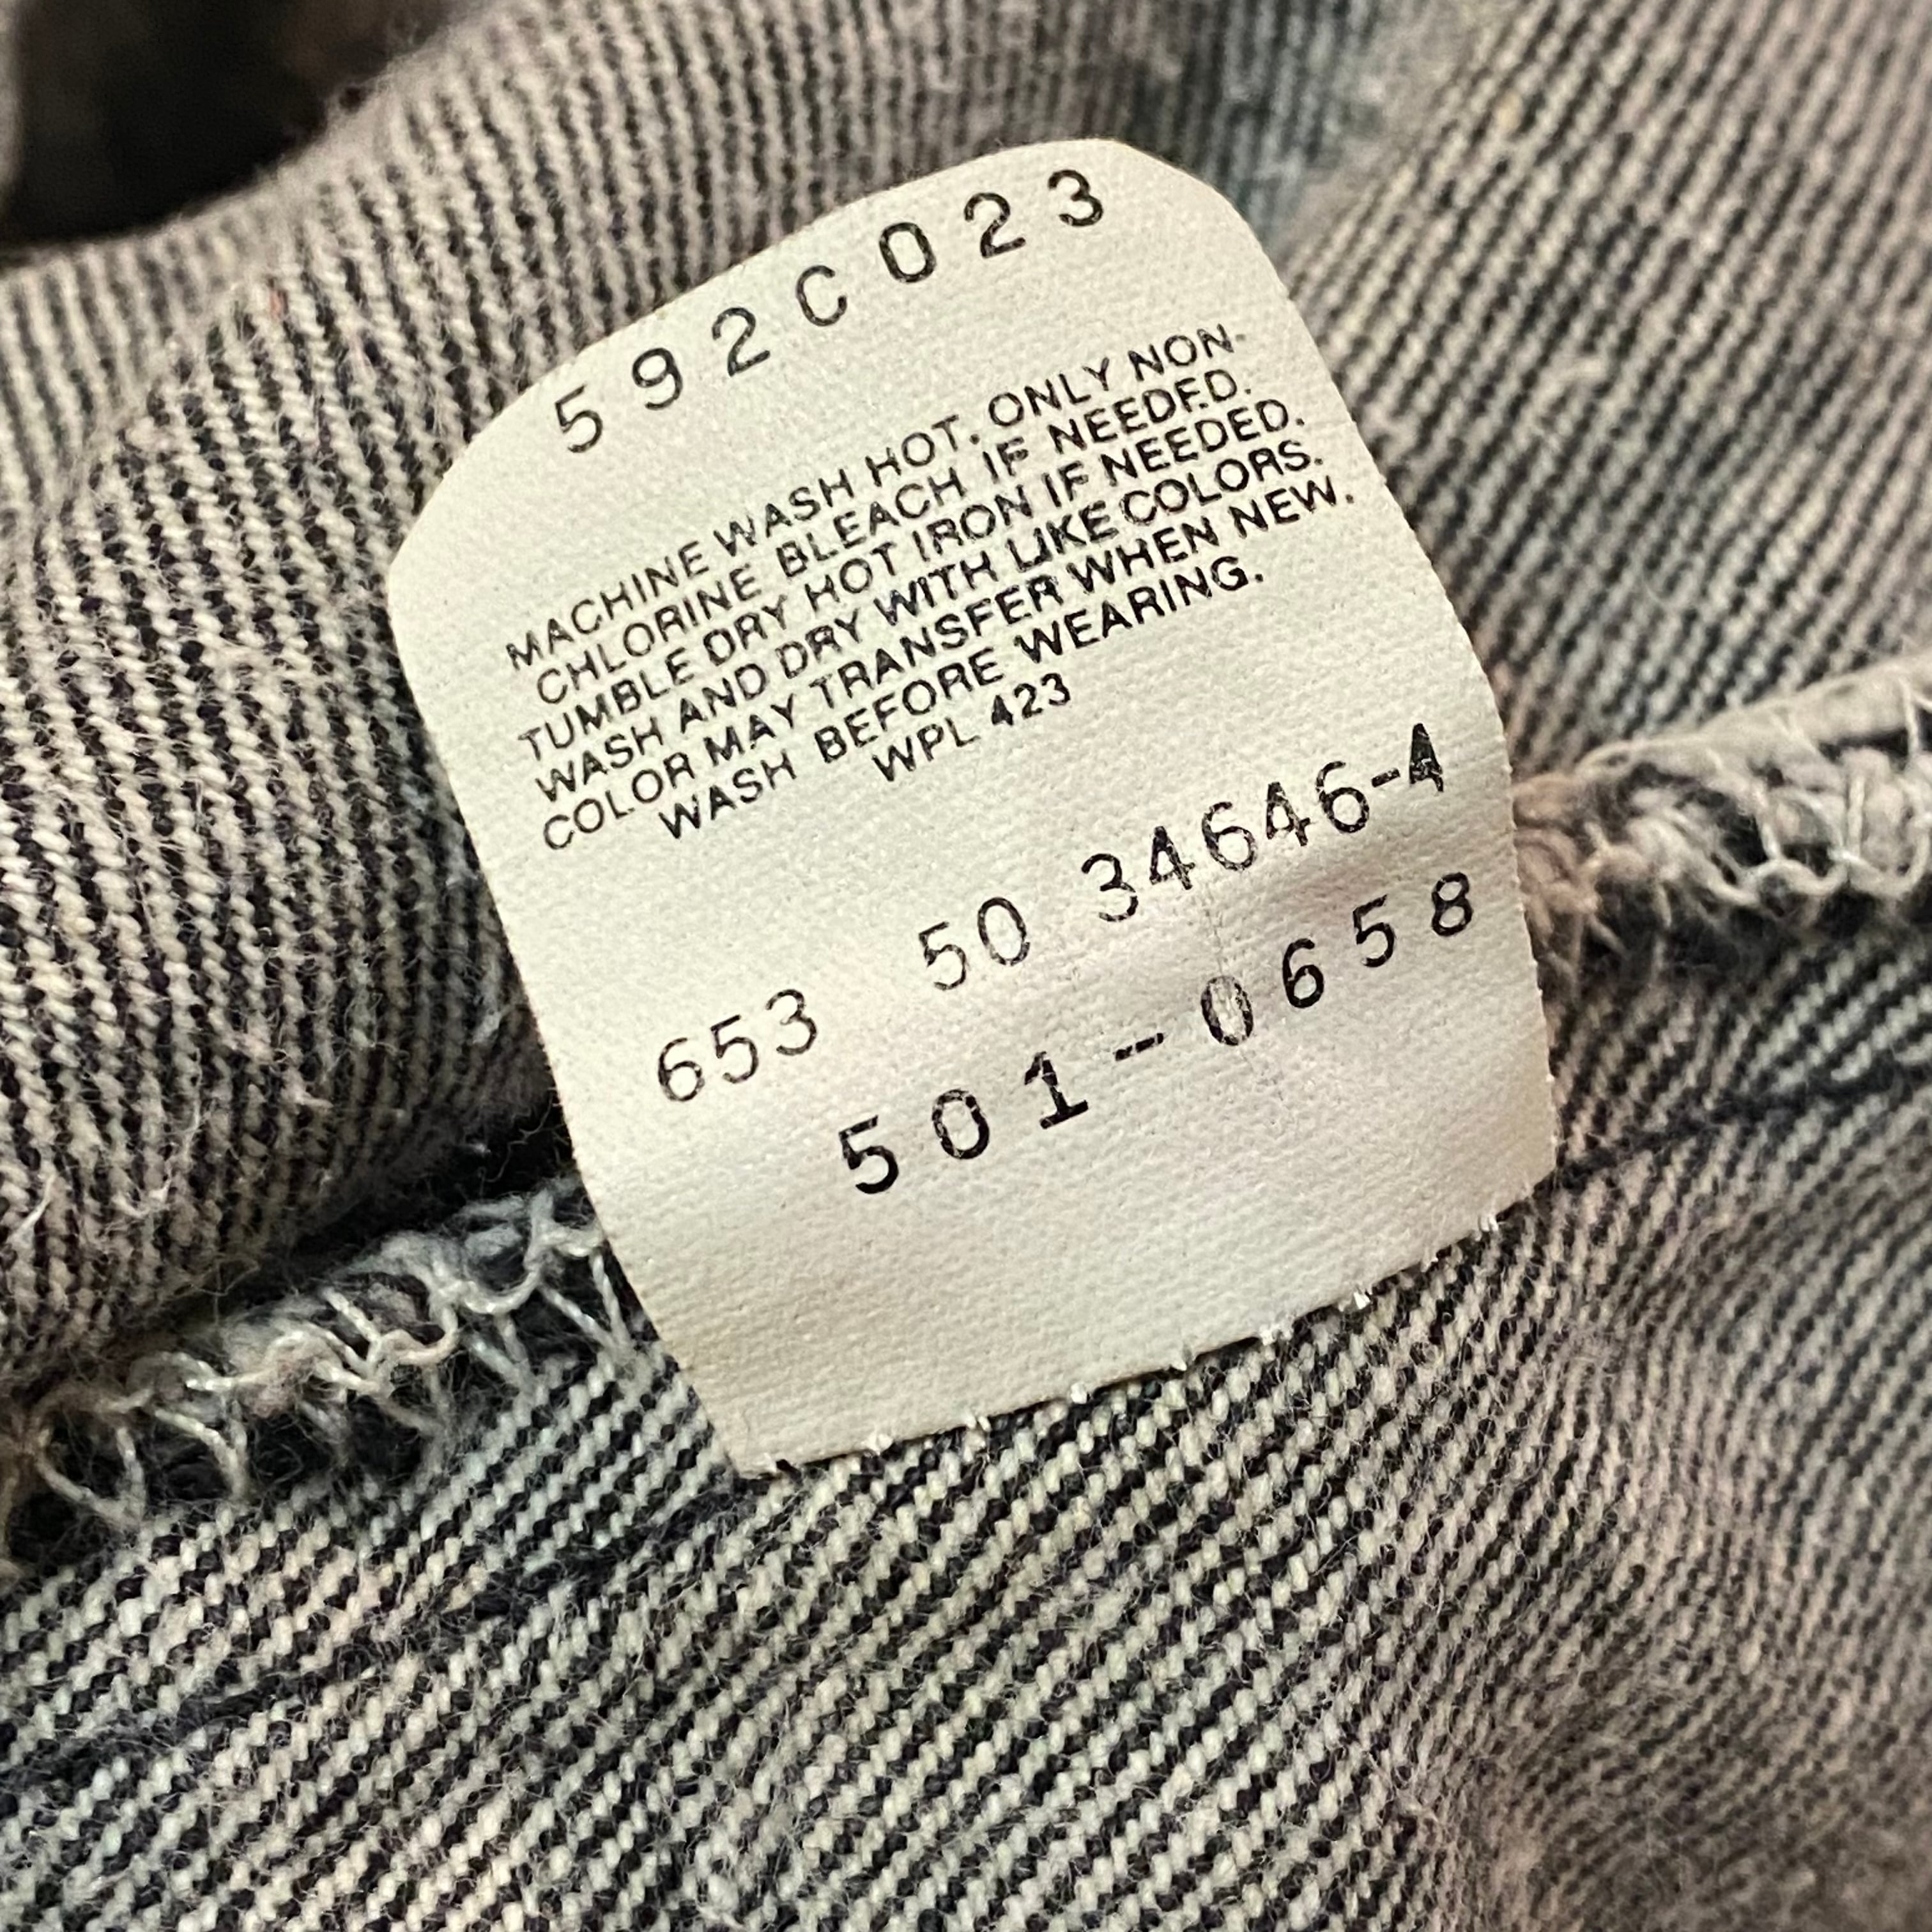 592C023
MACHINE WASH HOT. ONLY NON-
CHLORINE BLEACH IF NEEDED.
TUMBLE DRY HOT IRON IF NEEDED.
WASH AND DRY WITH LIKE COLORS.
COLOR MAY TRANSFER WHEN NEW.
WASH BEFORE WEARING.
WPL 423
653 50 34646-4
501-0658